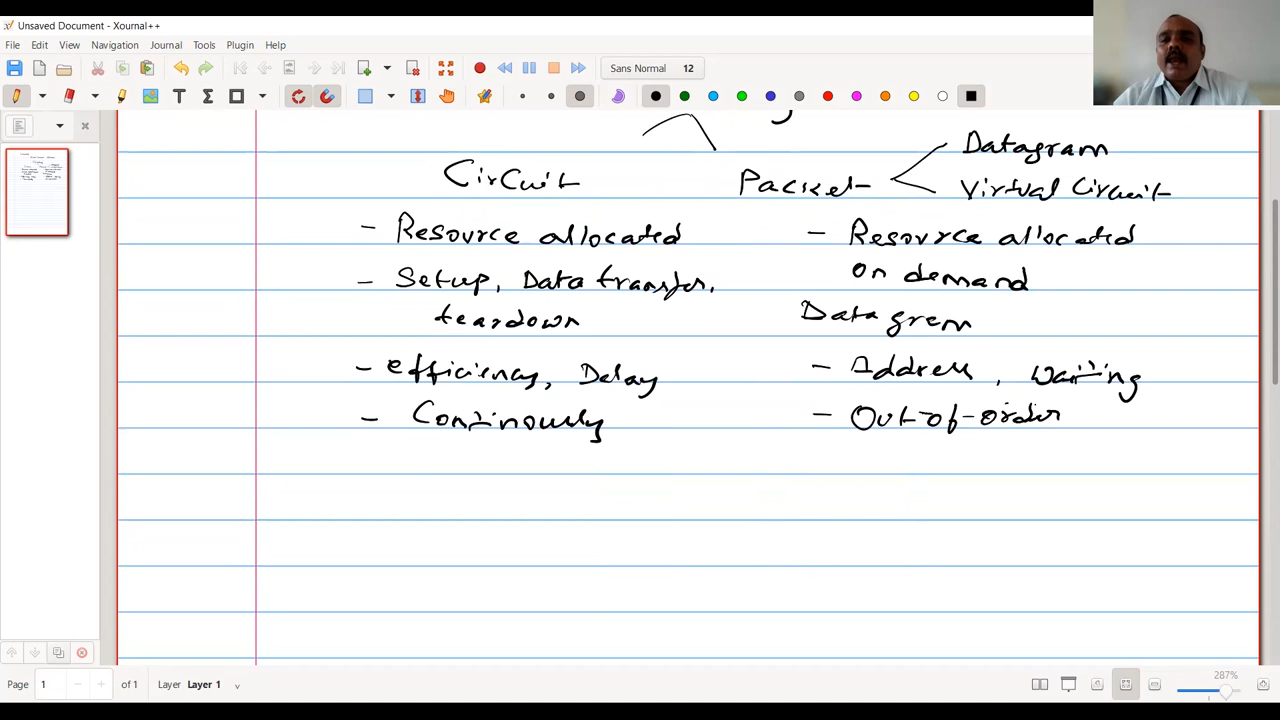 Unsaved Document - Xournal++
File Edit View Navigation Journal Tools Plugin Help
Sans Normal 12
Circuit
Packet
Datagram
Virtual Circuit
- Resource allocated
- Setup, Data transfer,
teardown
- efficiency, Delay
- Continously
- Resource allocated
on demand
Datagrem
- Address, Waiting
- Out-of-order
Page 1 of 1 Layer Layer 1
287%